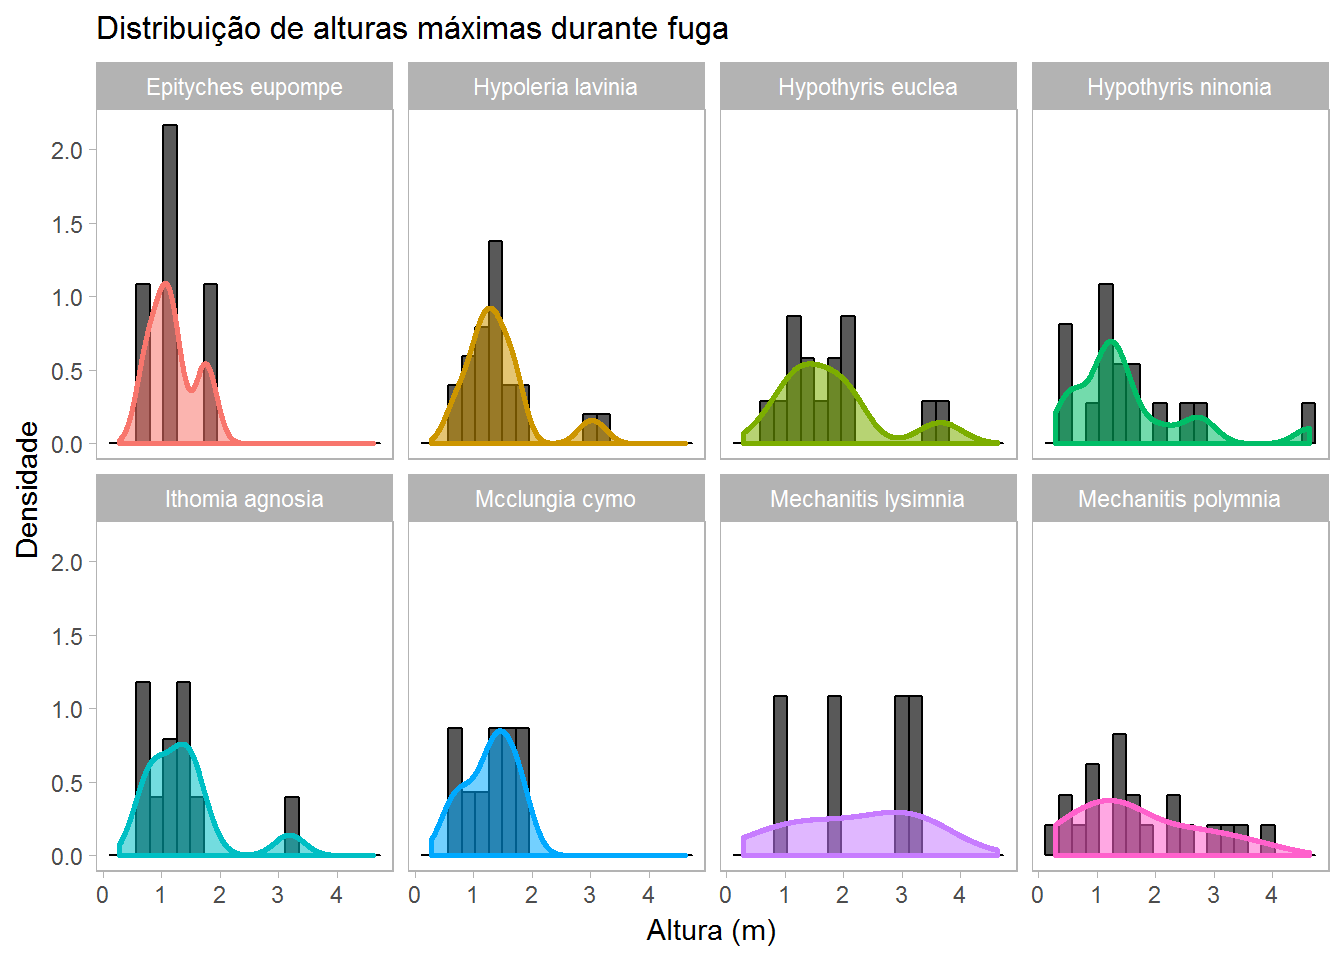 Distribuição de alturas máximas durante fuga
Epityches eupompe
Hypoleria lavinia
Hypothyris euclea
Hypothyris ninonia
2.0
1.5
1.0
0.5
0.0
Densidade
Ithomia agnosia
Mcclungia cymo
Mechanitis lysimnia
Mechanitis polymnia
2.0
1.5
1.0
0.5
0.0
0 1 2 3 4
0 1 2 3 4
0 1 2 3 4
0 1 2 3 4
Altura (m)